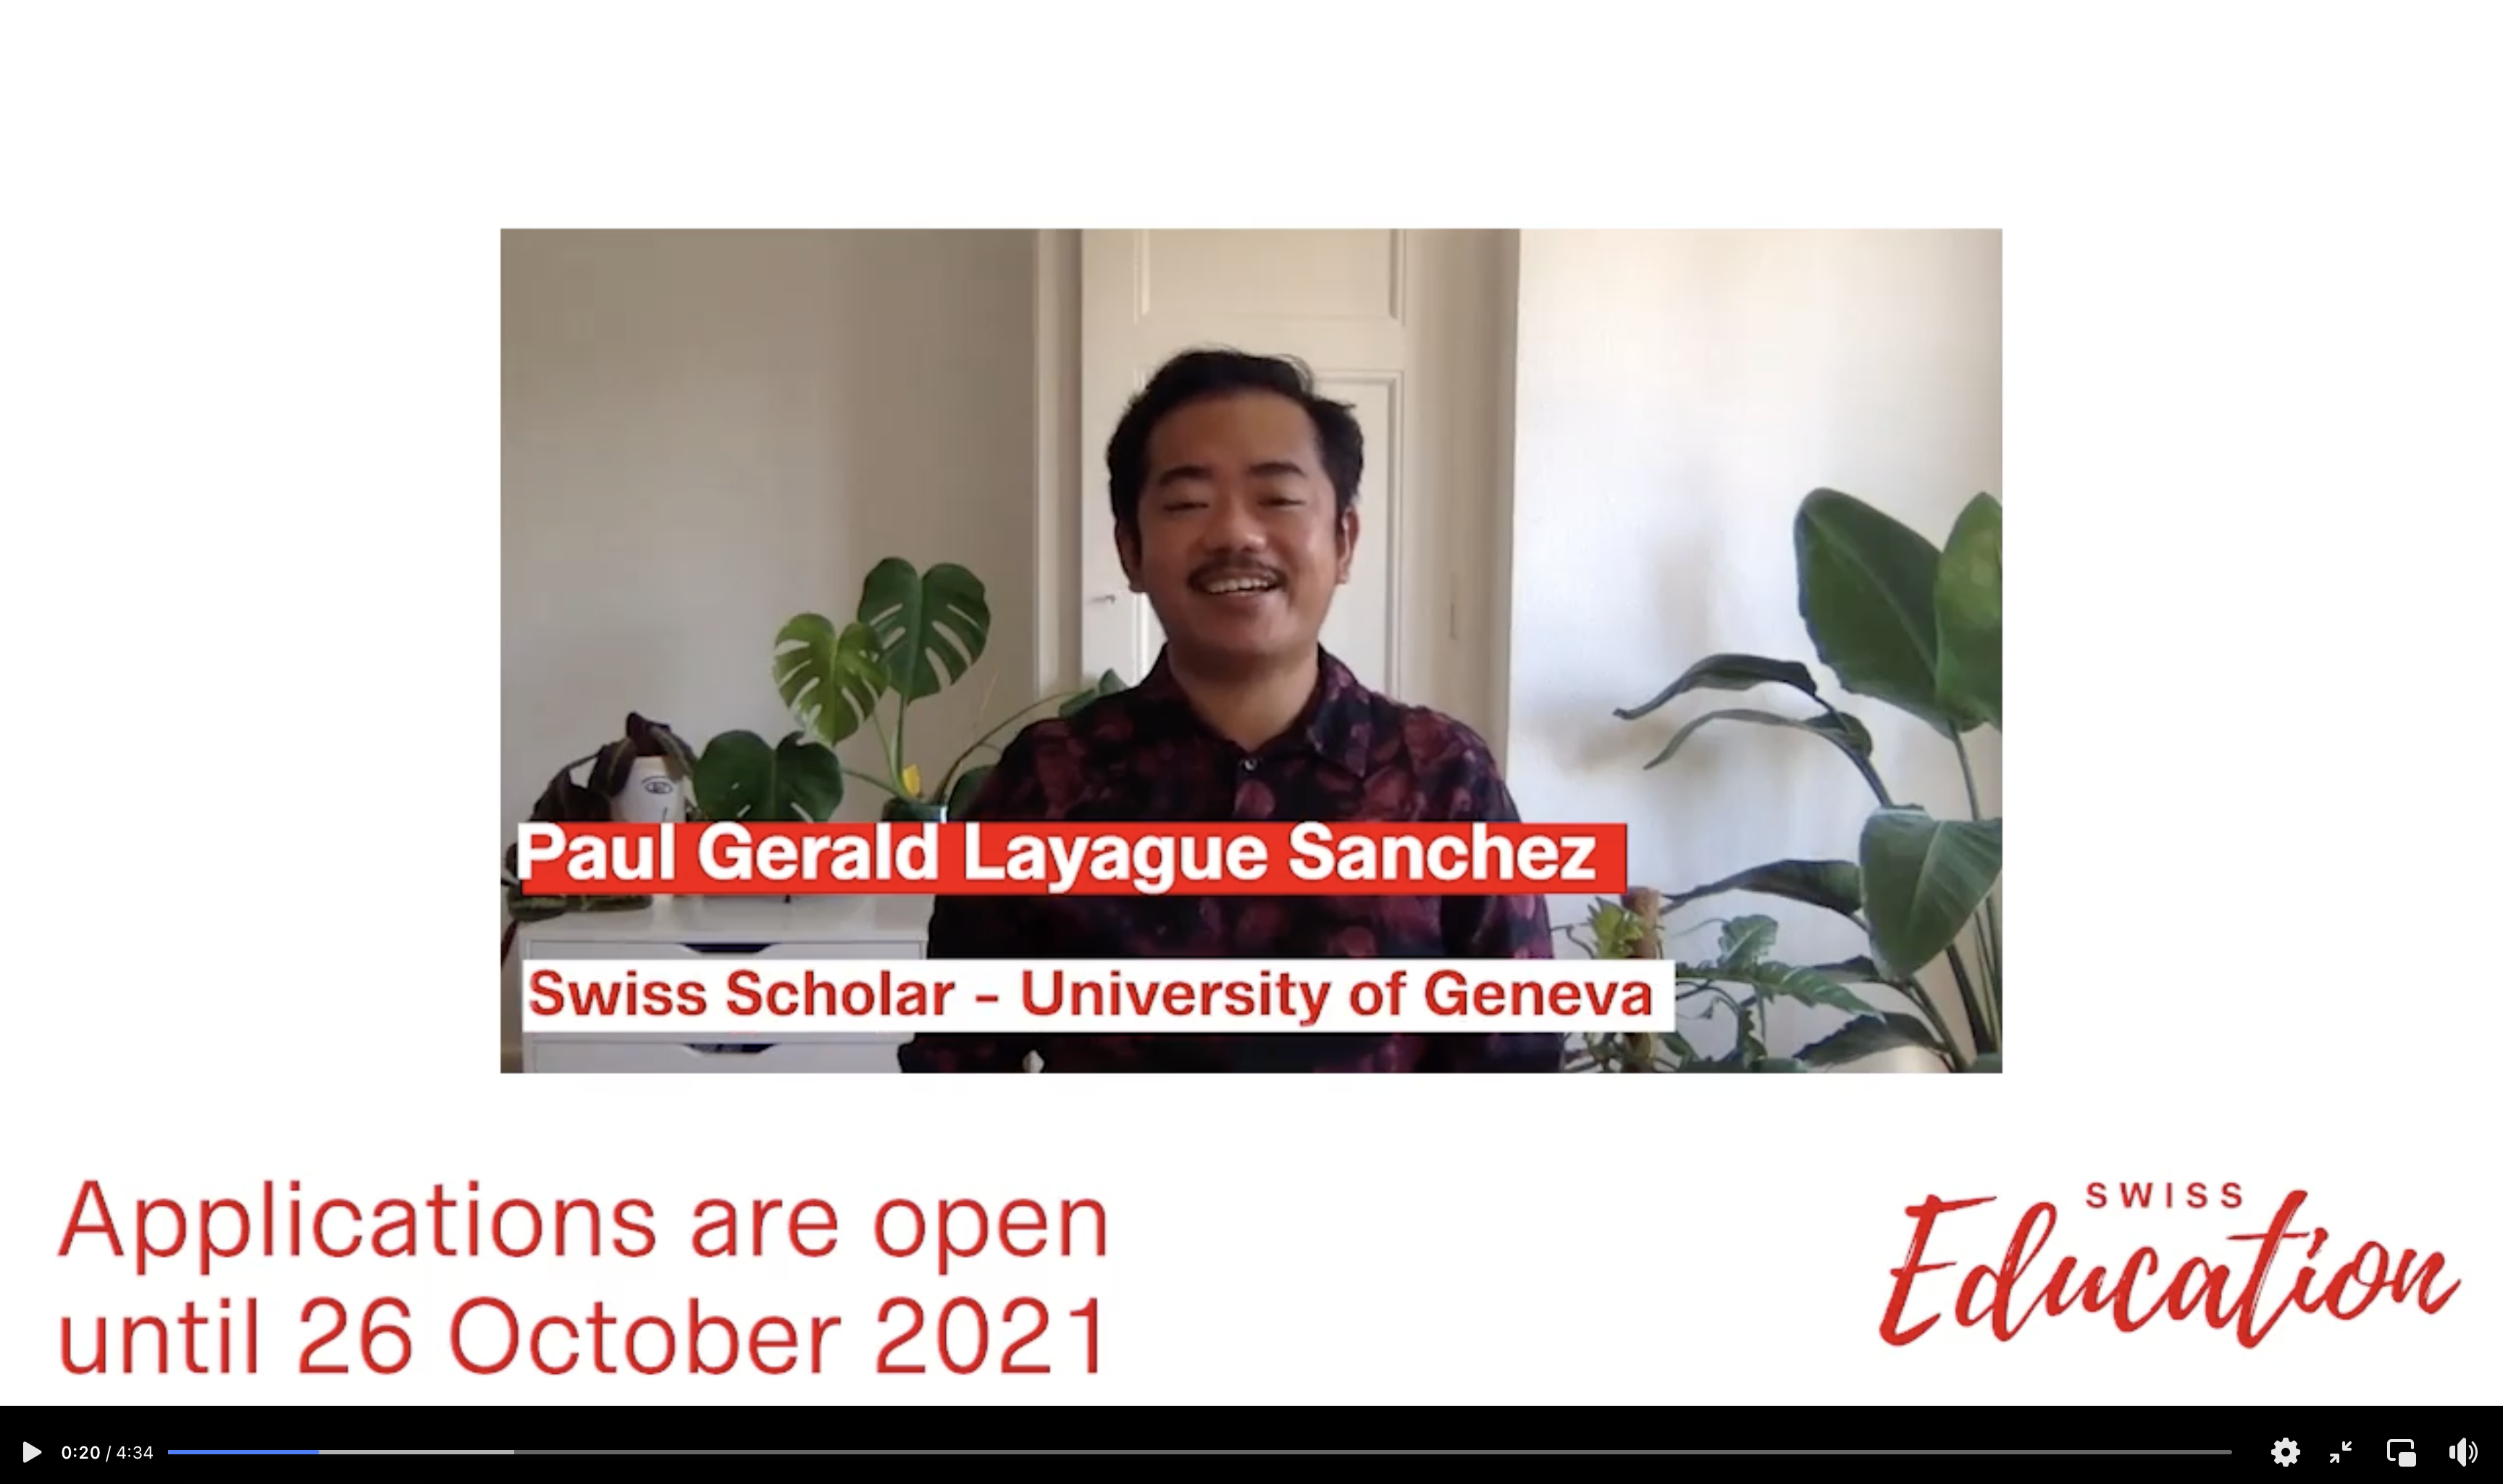 Paul Gerald Layague Sanchez
Swiss Scholar - University of Geneva
Applications are open
until 26 October 2021
SWISS
Education
0:20 / 4:34